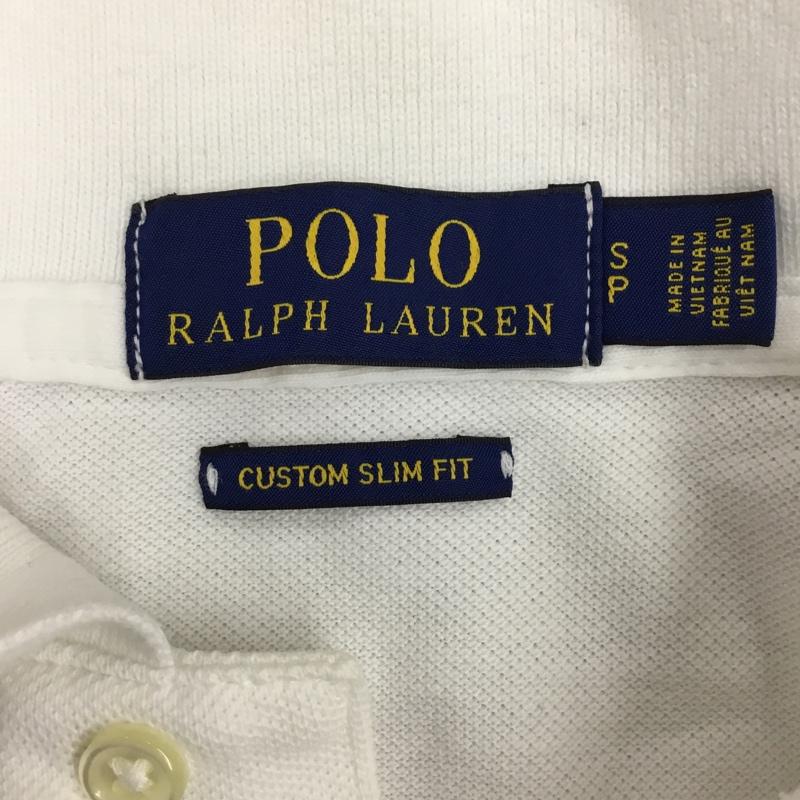 POLO
RALPH LAUREN
S
P
MADE IN
VIETNAM
FABRIQUÉ AU
VIÊT NAM
CUSTOM SLIM FIT